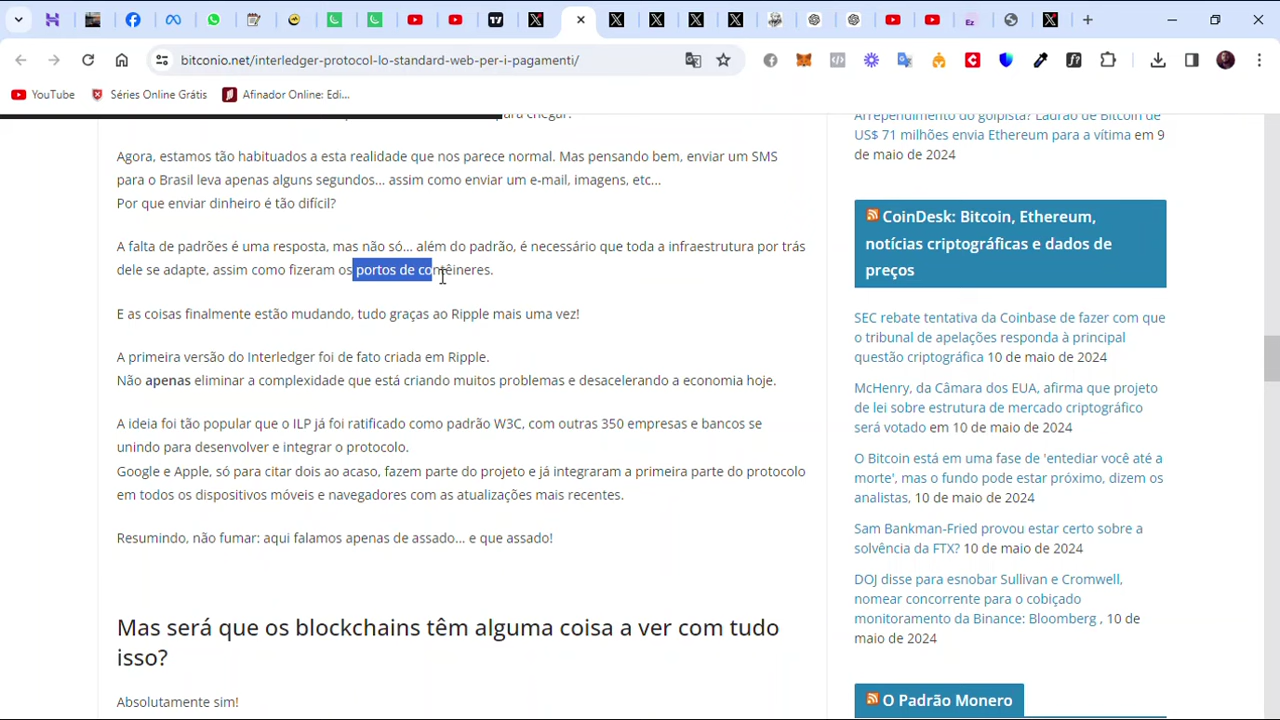 bitconio.net/interledger-protocol-lo-standard-web-per-i-pagamenti/
YouTube
Séries Online Grátis
Afinador Online: Edi...
para chegar.
Agora, estamos tão habituados a esta realidade que nos parece normal. Mas pensando bem, enviar um SMS
para o Brasil leva apenas alguns segundos... assim como enviar um e-mail, imagens, etc...
Por que enviar dinheiro é tão difícil?
A falta de padrões é uma resposta, mas não só... além do padrão, é necessário que toda a infraestrutura por trás
dele se adapte, assim como fizeram os portos de contêineres.
E as coisas finalmente estão mudando, tudo graças ao Ripple mais uma vez!
A primeira versão do Interledger foi de fato criada em Ripple.
Não apenas eliminar a complexidade que está criando muitos problemas e desacelerando a economia hoje.
A ideia foi tão popular que o ILP já foi ratificado como padrão W3C, com outras 350 empresas e bancos se
unindo para desenvolver e integrar o protocolo.
Google e Apple, só para citar dois ao acaso, fazem parte do projeto e já integraram a primeira parte do protocolo
em todos os dispositivos móveis e navegadores com as atualizações mais recentes.
Resumindo, não fumar: aqui falamos apenas de assado... e que assado!
Mas será que os blockchains têm alguma coisa a ver com tudo
isso?
Absolutamente sim!
Arrependimento do golpista? Ladrão de Bitcoin de
US$ 71 milhões envia Ethereum para a vítima em 9
de maio de 2024
CoinDesk: Bitcoin, Ethereum,
notícias criptográficas e dados de
preços
SEC rebate tentativa da Coinbase de fazer com que
o tribunal de apelações responda à principal
questão criptográfica 10 de maio de 2024
McHenry, da Câmara dos EUA, afirma que projeto
de lei sobre estrutura de mercado criptográfico
será votado em 10 de maio de 2024
O Bitcoin está em uma fase de 'entediar você até a
morte', mas o fundo pode estar próximo, dizem os
analistas, 10 de maio de 2024
Sam Bankman-Fried provou estar certo sobre a
solvência da FTX? 10 de maio de 2024
DOJ disse para esnobar Sullivan e Cromwell,
nomear concorrente para o cobiçado
monitoramento da Binance: Bloomberg , 10 de
maio de 2024
O Padrão Monero